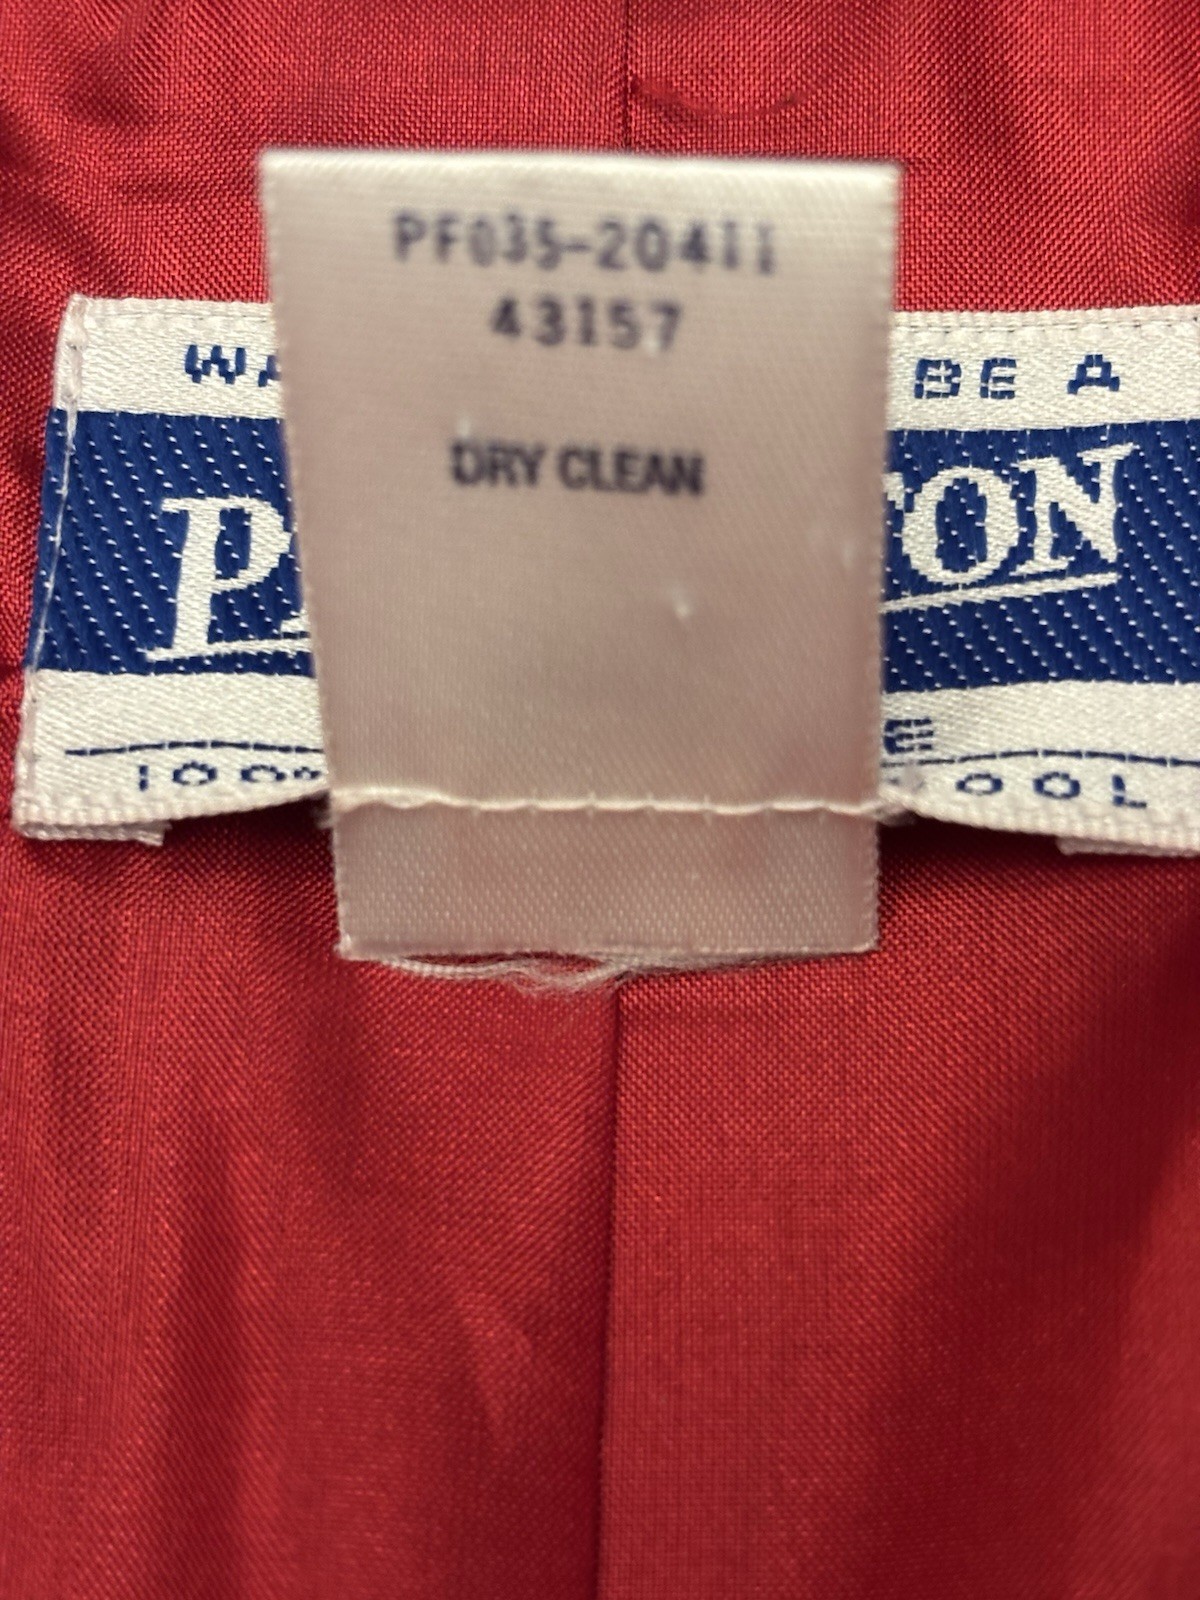 PF035-20411
43157
DRY CLEAN
WA BE A
P ON
E
100% OOL